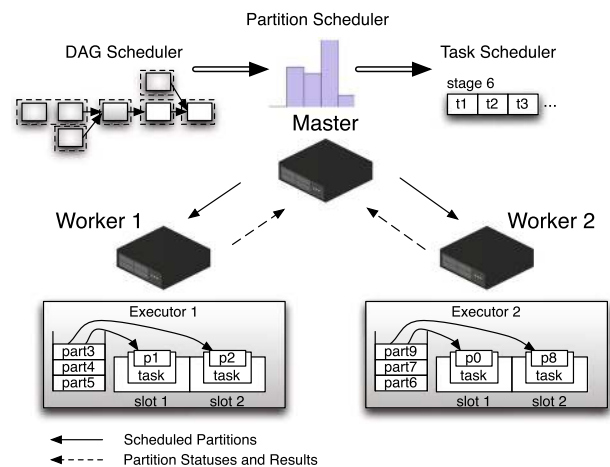 Partition Scheduler
DAG Scheduler
Task Scheduler
stage 6
t1 t2 t3 ...
Master
Worker 1
Worker 2
Executor 1
part3
part4
part5
p1
task
p2
task
slot 1
slot 2
Executor 2
part9
part7
part6
p0
task
p8
task
slot 1
slot 2
Scheduled Partitions
Partition Statuses and Results